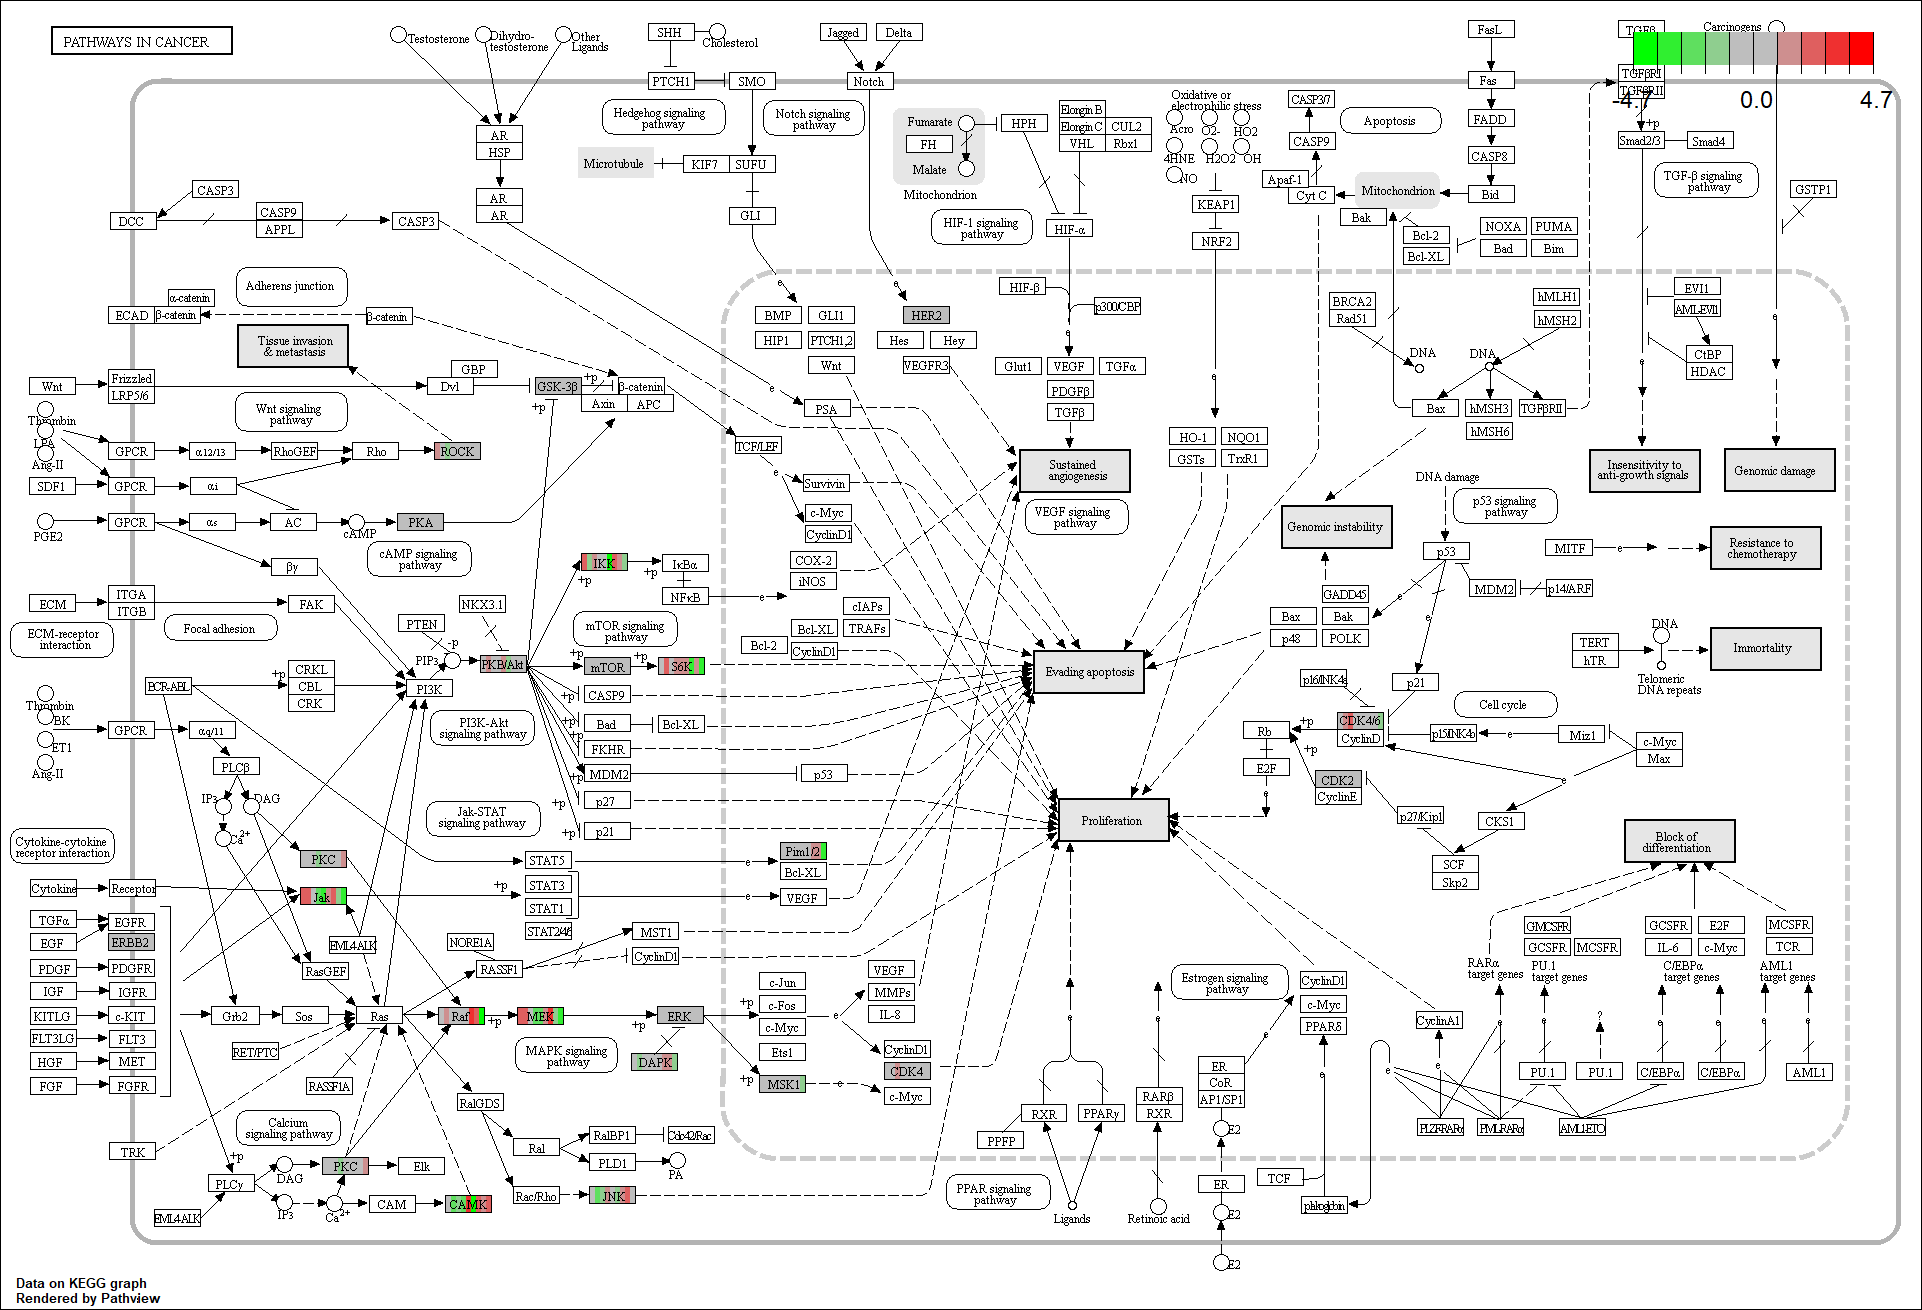 PATHWAYS IN CANCER
Testosterone
Dihydro-
testosterone
Other
Ligands
SHH
Cholesterol
Jagged
Delta
FasL
TGFβ
Carcinogens
PTCH1
SMO
Notch
Fas
TGFβRI
TGFβRII
-4.7
0.0
4.7
Hedgehog signaling
pathway
Notch signaling
pathway
Fumarate
FH
Malate
Mitochondrion
HPH
Elongin B
Elongin C
CUL2
VHL
Rbx1
Oxidative or
electrophilic stress
Acro
O2-
HO2
4HNE
H2O2
OH
NO
CASP3/7
CASP9
Apoptosis
FADD
CASP8
+p
Smad2/3
Smad4
AR
HSP
Microtubule
KIF7
SUFU
Apaf-1
Cyt C
Mitochondrion
Bid
TGF-β signaling
pathway
GSTP1
CASP3
AR
AR
GLI
HIF-1 signaling
pathway
HIF-α
KEAP1
NRF2
Bak
Bcl-2
Bcl-XL
NOXA
PUMA
Bad
Bim
DCC
CASP9
APPL
CASP3
Adherens junction
α-catenin
ECAD
β-catenin
β-catenin
Tissue invasion
& metastasis
e
e
BMP
GLI1
HER2
HIP1
PTCH1,2
Hes
Hey
Wnt
VEGFR3
HIF-β
p300/CBP
e
Glut1
VEGF
TGFα
PDGFβ
TGFβ
BRCA2
Rad51
hMLH1
hMSH2
DNA
DNA
EVI1
AML-EVI1
CtBP
HDAC
e
e
Wnt
Frizzled
LRP5/6
GBP
Dvl
GSK-3β
+p
+p
β-catenin
Axin
APC
e
PSA
e
Bax
hMSH3
TGFβRII
hMSH6
Wnt signaling
pathway
Thrombin
LPA
Ang-II
GPCR
α12/13
RhoGEF
Rho
ROCK
TCF/LEF
e
Survivin
c-Myc
CyclinD1
HO-1
NQO1
GSTs
TrxR1
Sustained
angiogenesis
Insensitivity to
anti-growth signals
Genomic damage
SDF1
GPCR
αi
PGE2
GPCR
αs
AC
cAMP
PKA
cAMP signaling
pathway
VEGF signaling
pathway
Genomic instability
DNA damage
p53 signaling
pathway
βγ
IKK
+p
+p
IκBα
NFκB
e
COX-2
iNOS
p53
MITF
e
Resistance to
chemotherapy
ECM
ITGA
ITGB
FAK
NKX3.1
ECM-receptor
interaction
Focal adhesion
PTEN
PIP3
-p
mTOR signaling
pathway
cIAPs
Bcl-XL
TRAFs
Bcl-2
CyclinD1
MDM2
p14/ARF
e
e
GADD45
Bax
Bak
p48
POLK
TERT
hTR
DNA
Telomeric
DNA repeats
Immortality
PKB/Akt
+p
mTOR
+p
S6K
Evading apoptosis
BCR-ABL
+p
CRKL
CBL
CRK
PI3K
+p
CASP9
p16/INK4a
p21
Thrombin
BK
ET1
Ang-II
GPCR
αq/11
PI3K-Akt
signaling pathway
+p
Bad
Bcl-XL
+p
FKHR
+p
MDM2
p53
Rb
+p
+p
CDK4/6
CyclinD
p15/INK4b
e
Miz1
c-Myc
Max
Cell cycle
PLCβ
IP3
DAG
Ca2+
E2F
e
CDK2
CyclinE
e
+p
p27
+p
p21
Proliferation
Jak-STAT
signaling pathway
p27/Kip1
CKS1
SCF
Skp2
Block of
differentiation
Cytokine-cytokine
receptor interaction
PKC
STAT5
e
Pim1/2
Bcl-XL
Cytokine
Receptor
Jak
+p
STAT3
STAT1
STAT2/4/6
e
VEGF
TGFα
EGFR
EGF
ERBB2
EML4-ALK
NORE1A
MST1
GMCSFR
GCSFR
MCSFR
GCSFR
E2F
IL-6
c-Myc
MCSFR
TCR
PDGF
PDGFR
RasGEF
RASSF1
CyclinD1
RARα
target genes
PU.1
target genes
C/EBPα
target genes
AML1
target genes
IGF
IGFR
KITLG
c-KIT
Grb2
Sos
Ras
Raf
+p
MEK
ERK
+p
c-Jun
c-Fos
c-Myc
Ets1
e
VEGF
MMPs
IL-8
Estrogen signaling
pathway
CyclinD1
c-Myc
PPARδ
e
CyclinA1
e
e
e
?
e
e
e
e
e
FLT3LG
FLT3
RET/PTC
MAPK signaling
pathway
DAPK
CyclinD1
CDK4
c-Myc
HGF
MET
FGF
FGFR
RASSF1A
+p
MSK1
e
RalGDS
ER
CoR
AP1/SP1
RARβ
RXR
e
e
RXR
PPARγ
PPFP
e
e
PU.1
PU.1
C/EBPα
C/EBPα
AML1
PLZF-RARα
PML-RARα
AML1-ETO
Calcium
signaling pathway
TRK
+p
PLCγ
DAG
IP3
PKC
Elk
Ca2+
CAM
CAMK
EML4-ALK
Ral
RalBP1
Cdc42/Rac
PLD1
PA
Rac/Rho
JNK
PPAR signaling
pathway
Ligands
Retinoic acid
E2
ER
E2
E2
TCF
Data on KEGG graph
Rendered by Pathview